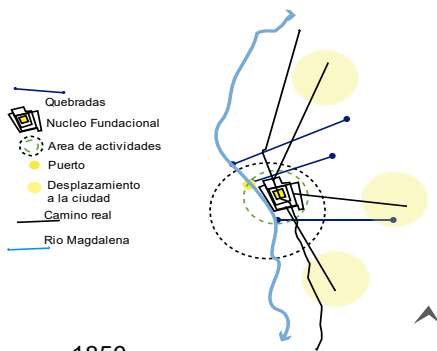 Quebradas
Nucleo Fundacional
Area de actividades
Puerto
Desplazamiento
a la ciudad
Camino real
Rio Magdalena